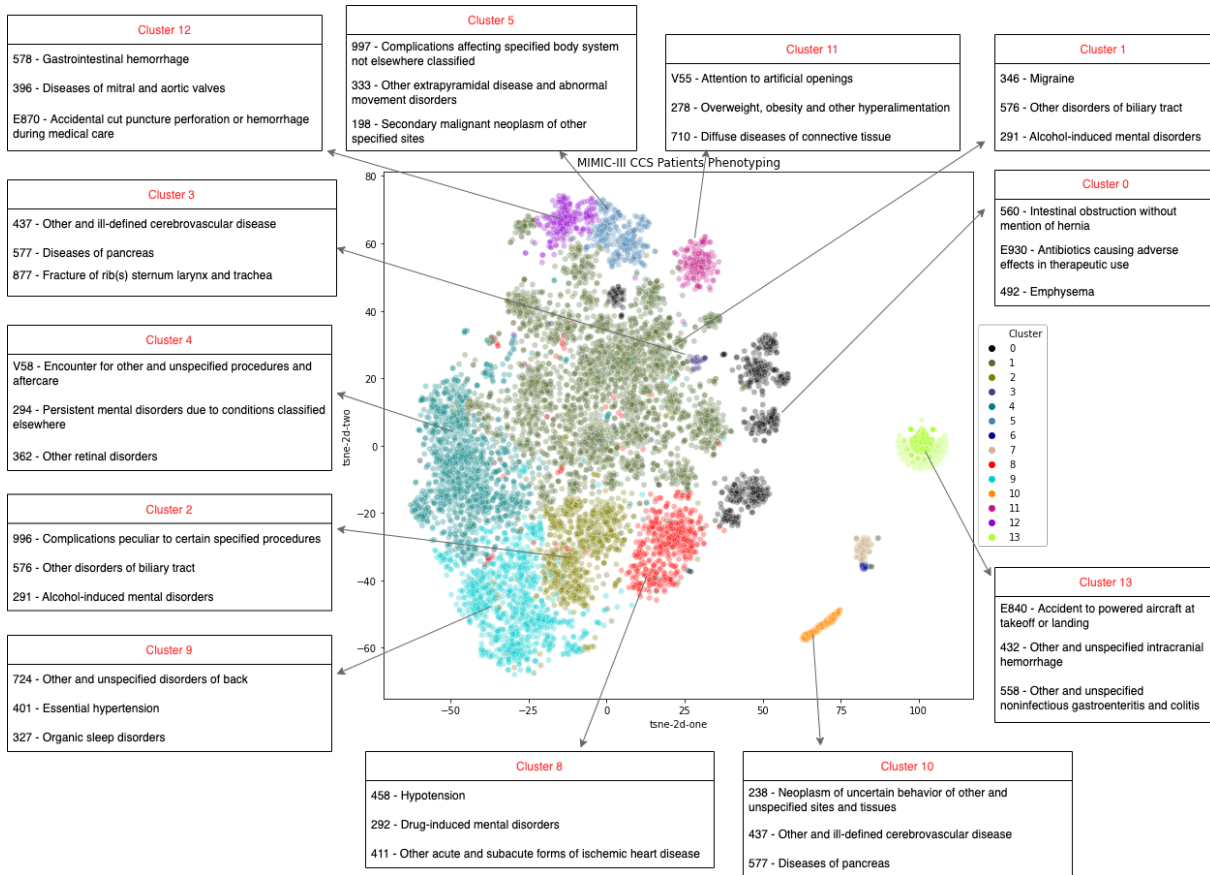 Cluster 12
578 - Gastrointestinal hemorrhage
396 - Diseases of mitral and aortic valves
E870 - Accidental cut puncture perforation or hemorrhage
during medical care
Cluster 5
997 - Complications affecting specified body system
not elsewhere classified
333 - Other extrapyramidal disease and abnormal
movement disorders
198 - Secondary malignant neoplasm of other
specified sites
Cluster 11
V55 - Attention to artificial openings
278 - Overweight, obesity and other hyperalimentation
710 - Diffuse diseases of connective tissue
Cluster 1
346 - Migraine
576 - Other disorders of biliary tract
291 - Alcohol-induced mental disorders
Cluster 0
560 - Intestinal obstruction without
mention of hernia
E930 - Antibiotics causing adverse
effects in therapeutic use
492 - Emphysema
Cluster 3
437 - Other and ill-defined cerebrovascular disease
577 - Diseases of pancreas
877 - Fracture of rib(s) sternum larynx and trachea
Cluster 4
V58 - Encounter for other and unspecified procedures and
aftercare
294 - Persistent mental disorders due to conditions classified
elsewhere
362 - Other retinal disorders
Cluster 2
996 - Complications peculiar to certain specified procedures
576 - Other disorders of biliary tract
291 - Alcohol-induced mental disorders
Cluster 9
724 - Other and unspecified disorders of back
401 - Essential hypertension
327 - Organic sleep disorders
MIMIC-III CCS Patients Phenotyping
80
60
40
20
0
−20
−40
−60
tsne-2d-two
−50
−25
0
25
50
75
100
tsne-2d-one
Cluster
0
1
2
3
4
5
6
7
8
9
10
11
12
13
Cluster 13
E840 - Accident to powered aircraft at
takeoff or landing
432 - Other and unspecified intracranial
hemorrhage
558 - Other and unspecified
noninfectious gastroenteritis and colitis
Cluster 8
458 - Hypotension
292 - Drug-induced mental disorders
411 - Other acute and subacute forms of ischemic heart disease
Cluster 10
238 - Neoplasm of uncertain behavior of other and
unspecified sites and tissues
437 - Other and ill-defined cerebrovascular disease
577 - Diseases of pancreas